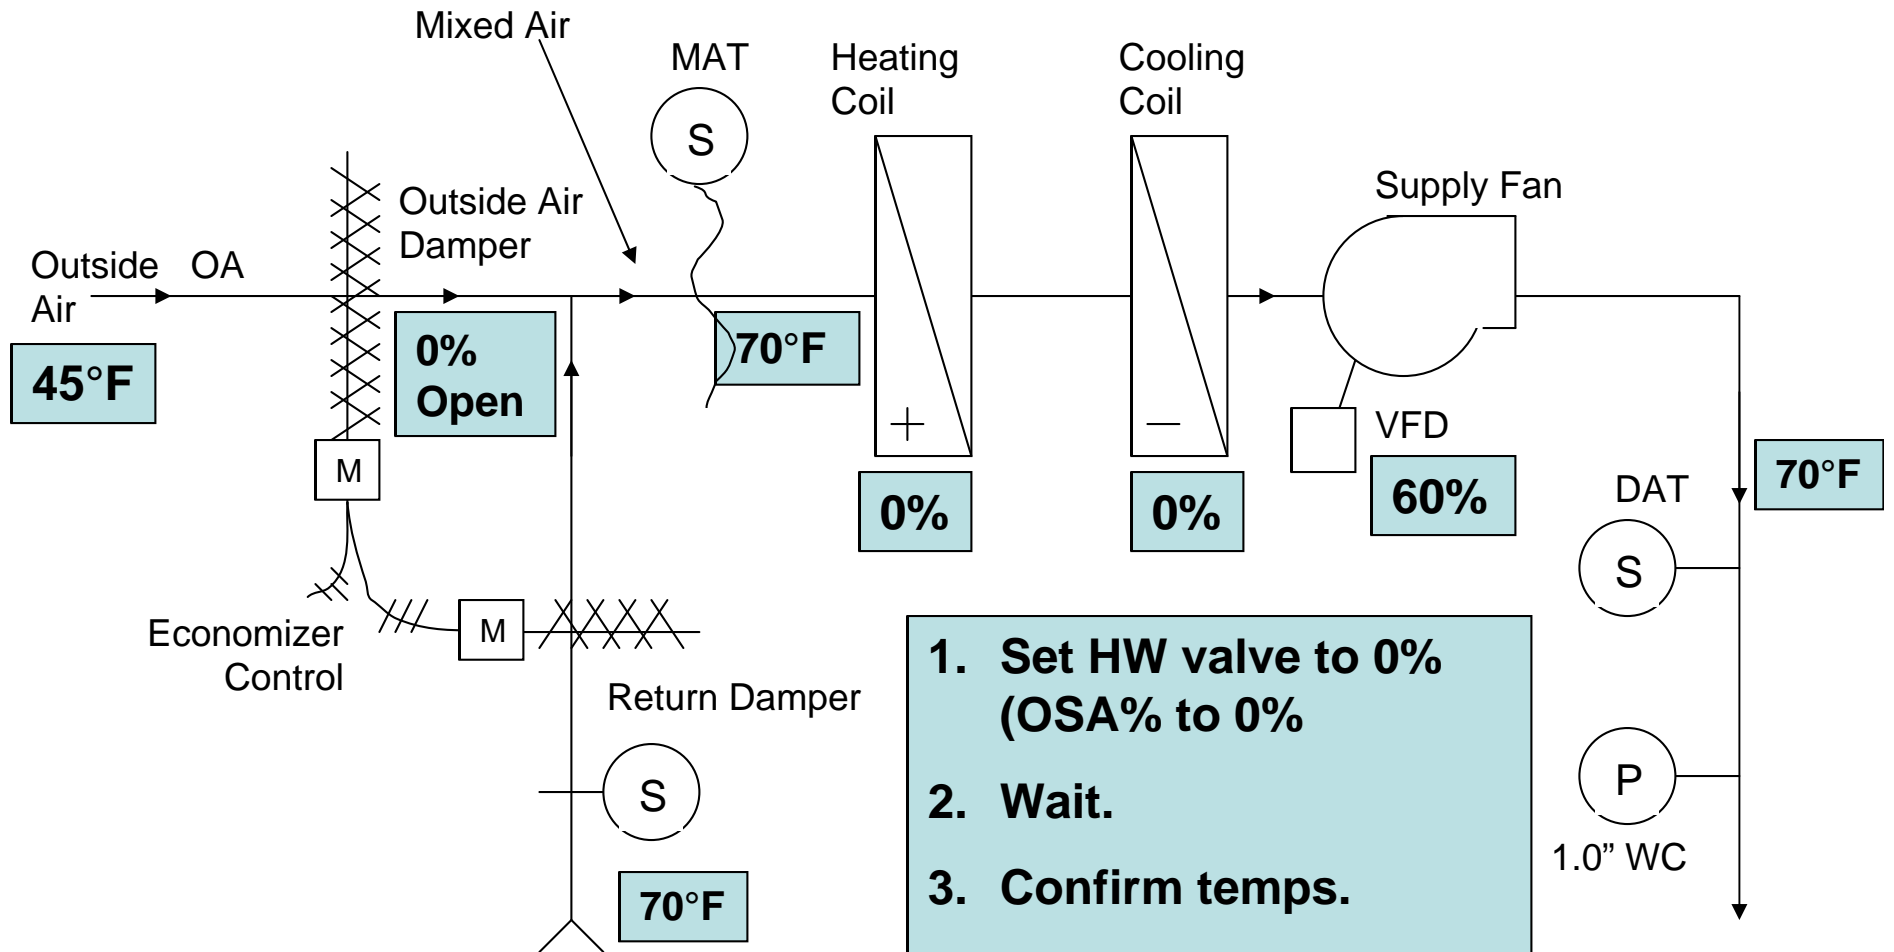 Mixed Air
MAT
Heating
Coil
Cooling
Coil
S
Supply Fan
Outside Air
Damper
Outside OA
Air
45°F
0%
Open
70°F
+
−
M
0%
0%
VFD
60%
DAT
70°F
S
Economizer
Control
M
Return Damper
S
70°F
1. Set HW valve to 0%
(OSA% to 0%
2. Wait.
3. Confirm temps.
P
1.0” WC